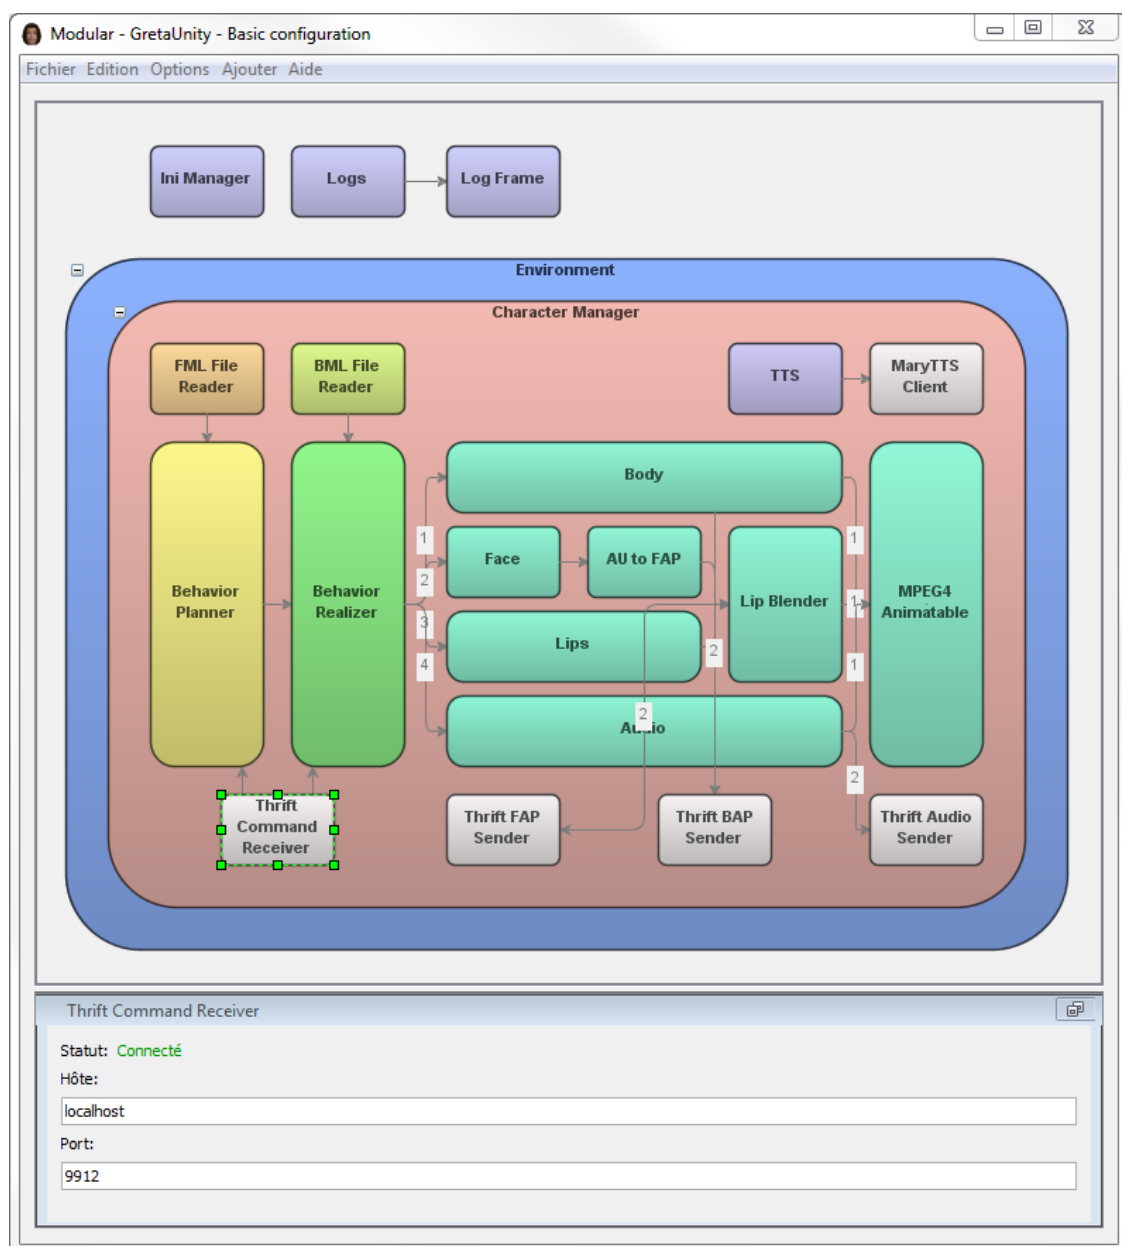 Modular - GretaUnity - Basic configuration
Fichier Edition Options Ajouter Aide
Ini Manager
Logs
Log Frame
Environment
Character Manager
FML File
Reader
BML File
Reader
TTS
MaryTTS
Client
Behavior
Planner
Behavior
Realizer
Body
1
2
3
4
Face
AU to FAP
Lips
2
Lip Blender
1
1
1
MPEG4
Animatable
2
Audio
2
Thrift
Command
Receiver
Thrift FAP
Sender
Thrift BAP
Sender
Thrift Audio
Sender
Thrift Command Receiver
Statut: Connecté
Hôte:
localhost
Port:
9912